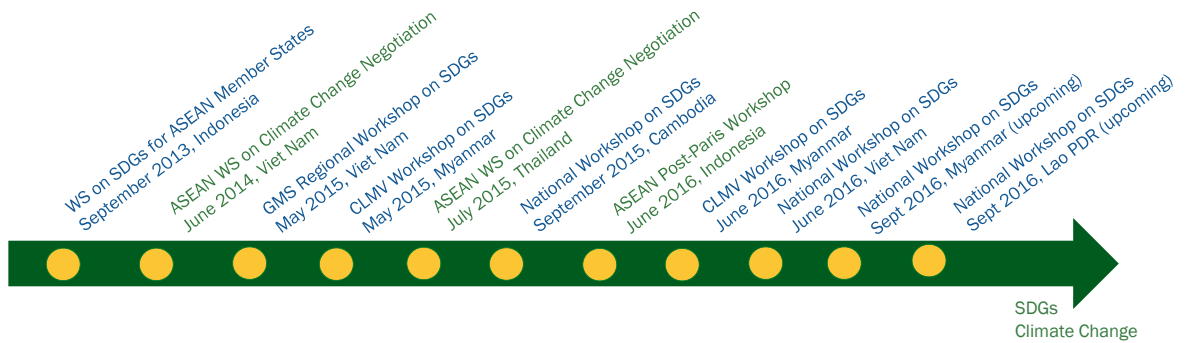 WS on SDGs for ASEAN Member States
September 2013, Indonesia
ASEAN WS on Climate Change Negotiation
June 2014, Viet Nam
GMS Regional Workshop on SDGs
May 2015, Viet Nam
CLMV Workshop on SDGs
May 2015, Myanmar
ASEAN WS on Climate Change Negotiation
July 2015, Thailand
National Workshop on SDGs
September 2015, Cambodia
ASEAN Post-Paris Workshop
June 2016, Indonesia
CLMV Workshop on SDGs
June 2016, Myanmar
National Workshop on SDGs
June 2016, Viet Nam
National Workshop on SDGs
Sept 2016, Myanmar (upcoming)
National Workshop on SDGs
Sept 2016, Lao PDR (upcoming)
SDGs
Climate Change